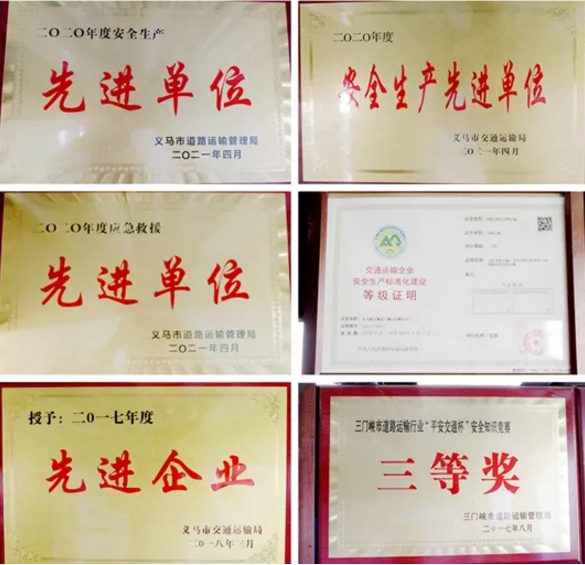 二〇二〇年度安全生产
先进单位
义马市道路运输管理局
二〇二一年四月
二〇二〇年度
安全生产先进单位
义马市交通运输局
二〇二一年四月
二〇二〇年度应急救援
先进单位
义马市道路运输管理局
二〇二一年四月
交通运输企业
安全生产标准化建设
等级证明
授予：二〇一七年度
先进企业
义马市交通运输局
二〇一八年三月
三门峡市道路运输行业“平安交通杯”安全知识竞赛
三等奖
三门峡市道路运输管理局
二〇一七年八月